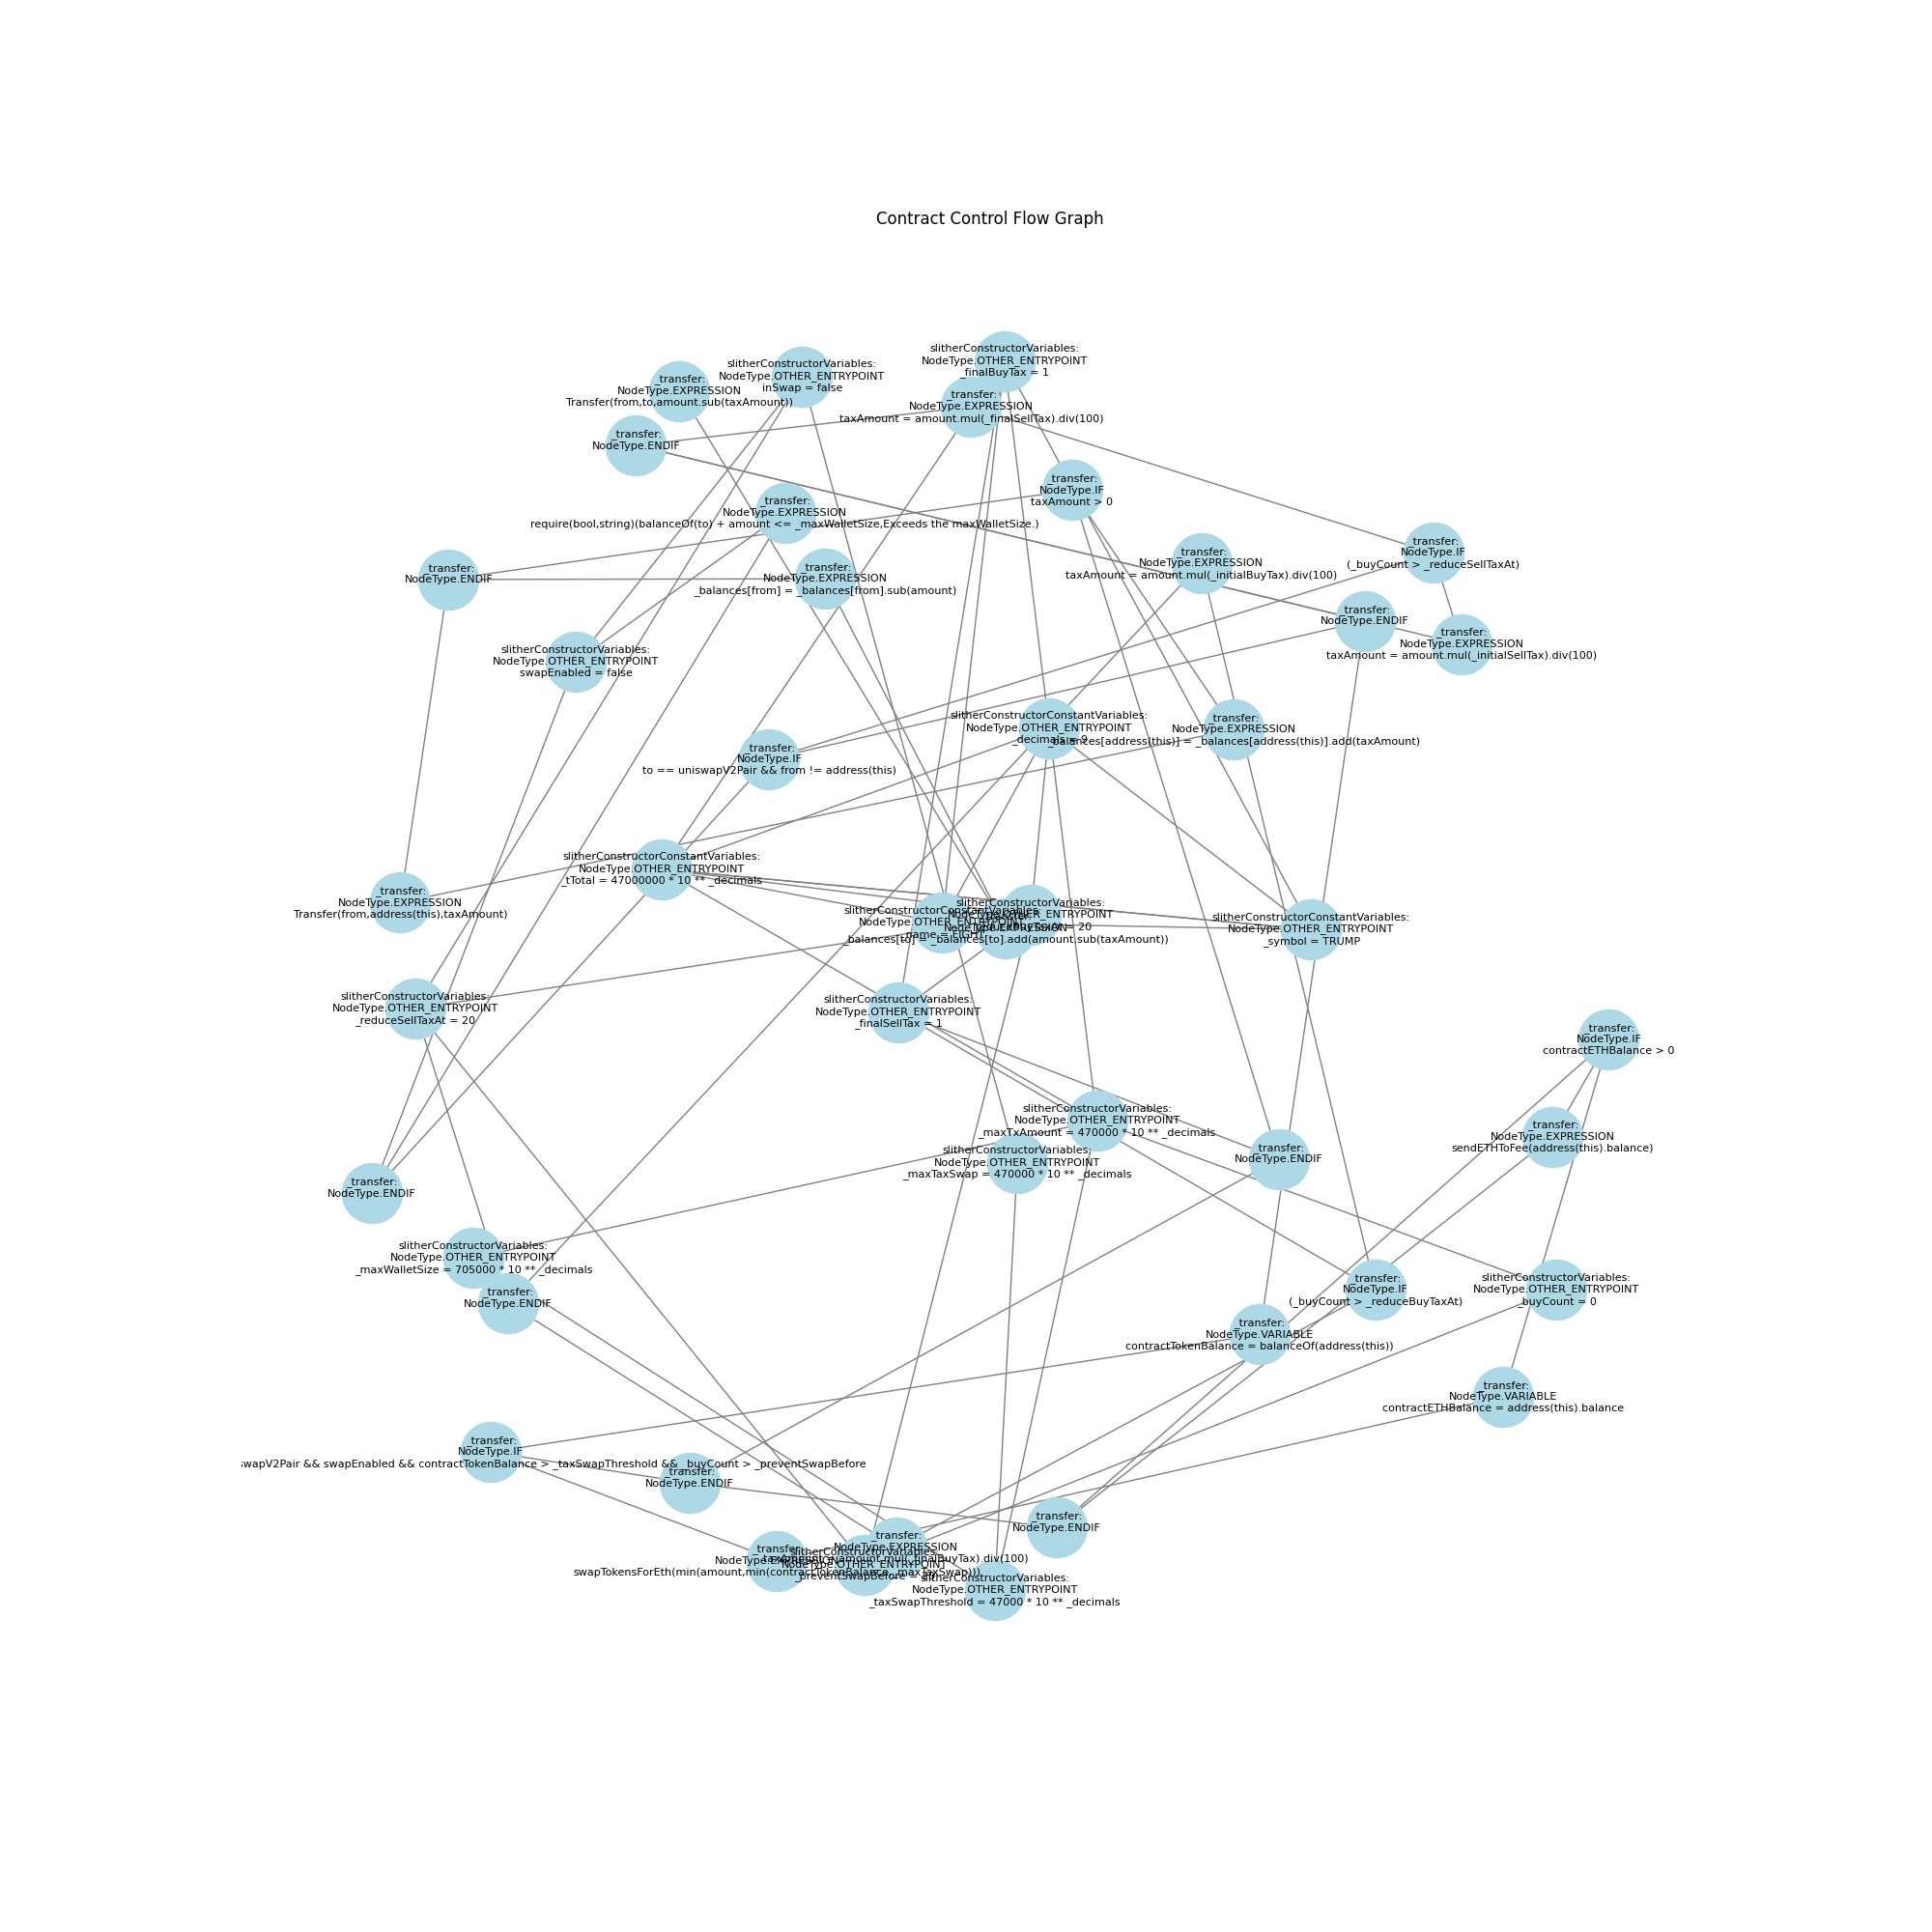 Contract Control Flow Graph
slitherConstructorVariables:
NodeType.OTHER_ENTRYPOINT
_finalBuyTax = 1
slitherConstructorVariables:
NodeType.OTHER_ENTRYPOINT
inSwap = false
_transfer:
NodeType.EXPRESSION
Transfer(from,to,amount.sub(taxAmount))
_transfer:
NodeType.EXPRESSION
taxAmount = amount.mul(_finalSellTax).div(100)
_transfer:
NodeType.ENDIF
_transfer:
NodeType.IF
taxAmount > 0
_transfer:
NodeType.EXPRESSION
require(bool,string)(balanceOf(to) + amount <= _maxWalletSize,Exceeds the maxWalletSize.)
_transfer:
NodeType.IF
(_buyCount > _reduceSellTaxAt)
_transfer:
NodeType.EXPRESSION
taxAmount = amount.mul(_initialBuyTax).div(100)
_transfer:
NodeType.ENDIF
_transfer:
NodeType.EXPRESSION
_balances[from] = _balances[from].sub(amount)
_transfer:
NodeType.ENDIF
_transfer:
NodeType.EXPRESSION
taxAmount = amount.mul(_initialSellTax).div(100)
slitherConstructorVariables:
NodeType.OTHER_ENTRYPOINT
swapEnabled = false
slitherConstructorConstantVariables:
NodeType.OTHER_ENTRYPOINT
_decimals = 9
_transfer:
NodeType.EXPRESSION
_balances[address(this)] = _balances[address(this)].add(taxAmount)
_transfer:
NodeType.IF
to == uniswapV2Pair && from != address(this)
slitherConstructorConstantVariables:
NodeType.OTHER_ENTRYPOINT
_tTotal = 47000000 * 10 ** _decimals
_transfer:
NodeType.EXPRESSION
Transfer(from,address(this),taxAmount)
slitherConstructorVariables:
NodeType.OTHER_ENTRYPOINT
= 20
slitherConstructorConstantVariables:
NodeType.OTHER_ENTRYPOINT
_name = FIGHT
NodeType.EXPRESSION
_balances[to] = _balances[to].add(amount.sub(taxAmount))
slitherConstructorConstantVariables:
NodeType.OTHER_ENTRYPOINT
_symbol = TRUMP
slitherConstructorVariables:
NodeType.OTHER_ENTRYPOINT
_reduceSellTaxAt = 20
slitherConstructorVariables:
NodeType.OTHER_ENTRYPOINT
_finalSellTax = 1
_transfer:
NodeType.IF
contractETHBalance > 0
slitherConstructorVariables:
NodeType.OTHER_ENTRYPOINT
_maxTxAmount = 470000 * 10 ** _decimals
_transfer:
NodeType.EXPRESSION
sendETHToFee(address(this).balance)
slitherConstructorVariables:
NodeType.OTHER_ENTRYPOINT
_maxTaxSwap = 470000 * 10 ** _decimals
_transfer:
NodeType.ENDIF
_transfer:
NodeType.ENDIF
slitherConstructorVariables:
NodeType.OTHER_ENTRYPOINT
_maxWalletSize = 705000 * 10 ** _decimals
_transfer:
NodeType.ENDIF
_transfer:
NodeType.IF
(_buyCount > _reduceBuyTaxAt)
slitherConstructorVariables:
NodeType.OTHER_ENTRYPOINT
_buyCount = 0
_transfer:
NodeType.VARIABLE
contractTokenBalance = balanceOf(address(this))
_transfer:
NodeType.VARIABLE
contractETHBalance = address(this).balance
_transfer:
NodeType.IF
swapV2Pair && swapEnabled && contractTokenBalance > _taxSwapThreshold && _buyCount > _preventSwapBefore
_transfer:
NodeType.ENDIF
_transfer:
NodeType.ENDIF
_transfer:
NodeType.EXPRESSION
taxAmount = amount.mul(_finalBuyTax).div(100)
_transfer:
NodeType.EXPRESSION
swapTokensForEth(min(amount,min(contractTokenBalance,_maxTaxSwap)))
slitherConstructorVariables:
NodeType.OTHER_ENTRYPOINT
_preventSwapBefore =
slitherConstructorVariables:
NodeType.OTHER_ENTRYPOINT
_taxSwapThreshold = 47000 * 10 ** _decimals